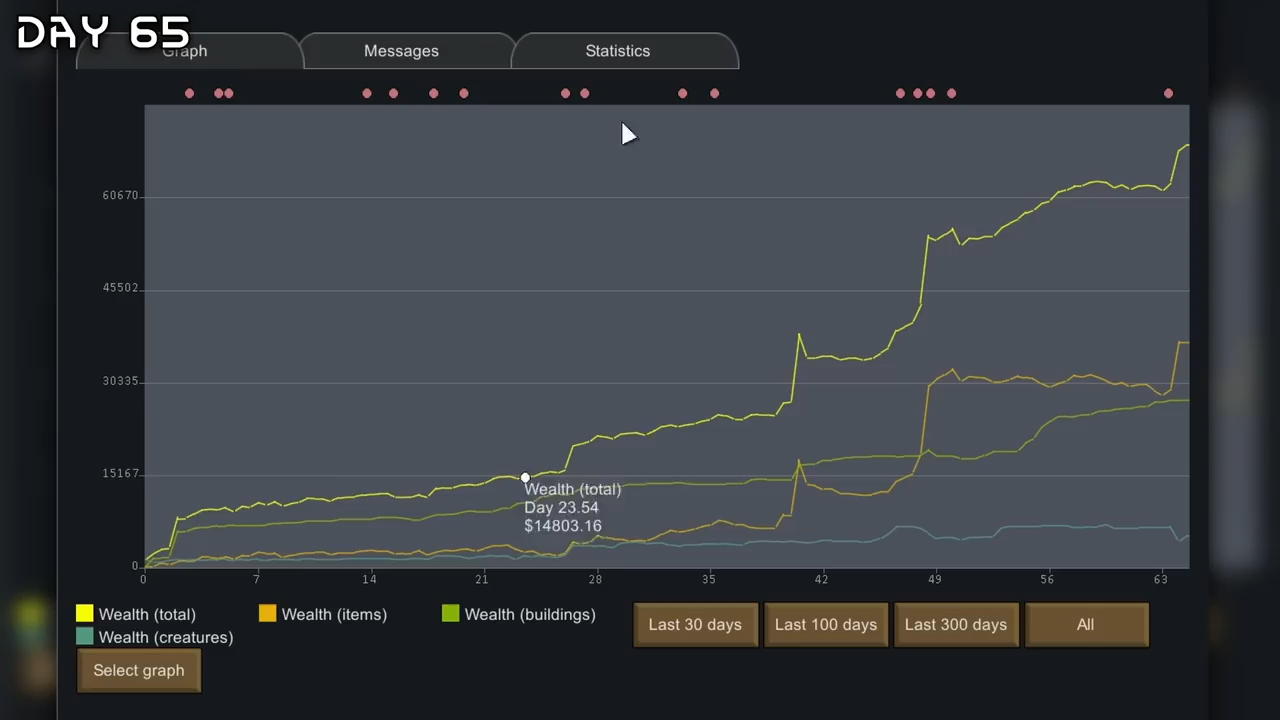 DAY 65
Graph
Messages
Statistics
60670
45502
30335
15167
0
Wealth (total)
Day 23.54
$14803.16
0
7
14
21
28
35
42
49
56
63
Wealth (total)
Wealth (items)
Wealth (buildings)
Wealth (creatures)
Last 30 days
Last 100 days
Last 300 days
All
Select graph